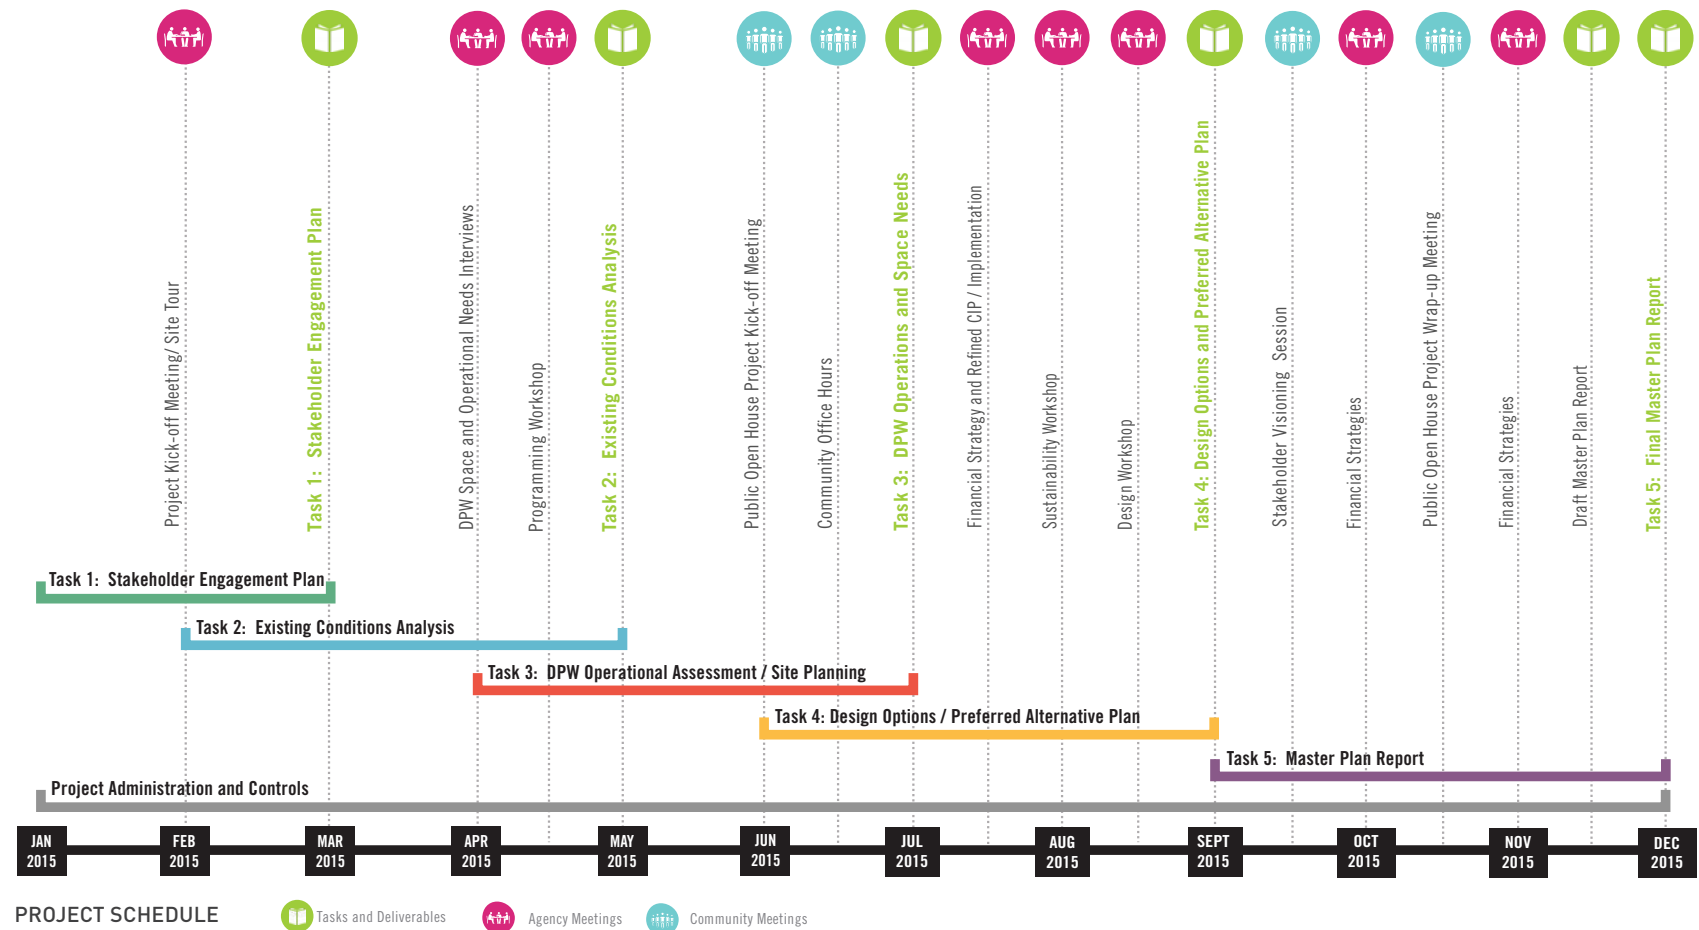 Project Kick-off Meeting/ Site Tour
Task 1: Stakeholder Engagement Plan
DPW Space and Operational Needs Interviews
Programming Workshop
Task 2: Existing Conditions Analysis
Public Open House Project Kick-off Meeting
Community Office Hours
Task 3: DPW Operations and Space Needs
Financial Strategy and Refined CIP / Implementation
Sustainability Workshop
Design Workshop
Task 4: Design Options and Preferred Alternative Plan
Stakeholder Visioning Session
Financial Strategies
Public Open House Project Wrap-up Meeting
Financial Strategies
Draft Master Plan Report
Task 5: Final Master Plan Report
Task 1: Stakeholder Engagement Plan
Task 2: Existing Conditions Analysis
Task 3: DPW Operational Assessment / Site Planning
Task 4: Design Options / Preferred Alternative Plan
Task 5: Master Plan Report
Project Administration and Controls
JAN
2015
FEB
2015
MAR
2015
APR
2015
MAY
2015
JUN
2015
JUL
2015
AUG
2015
SEPT
2015
OCT
2015
NOV
2015
DEC
2015
PROJECT SCHEDULE
Tasks and Deliverables
Agency Meetings
Community Meetings